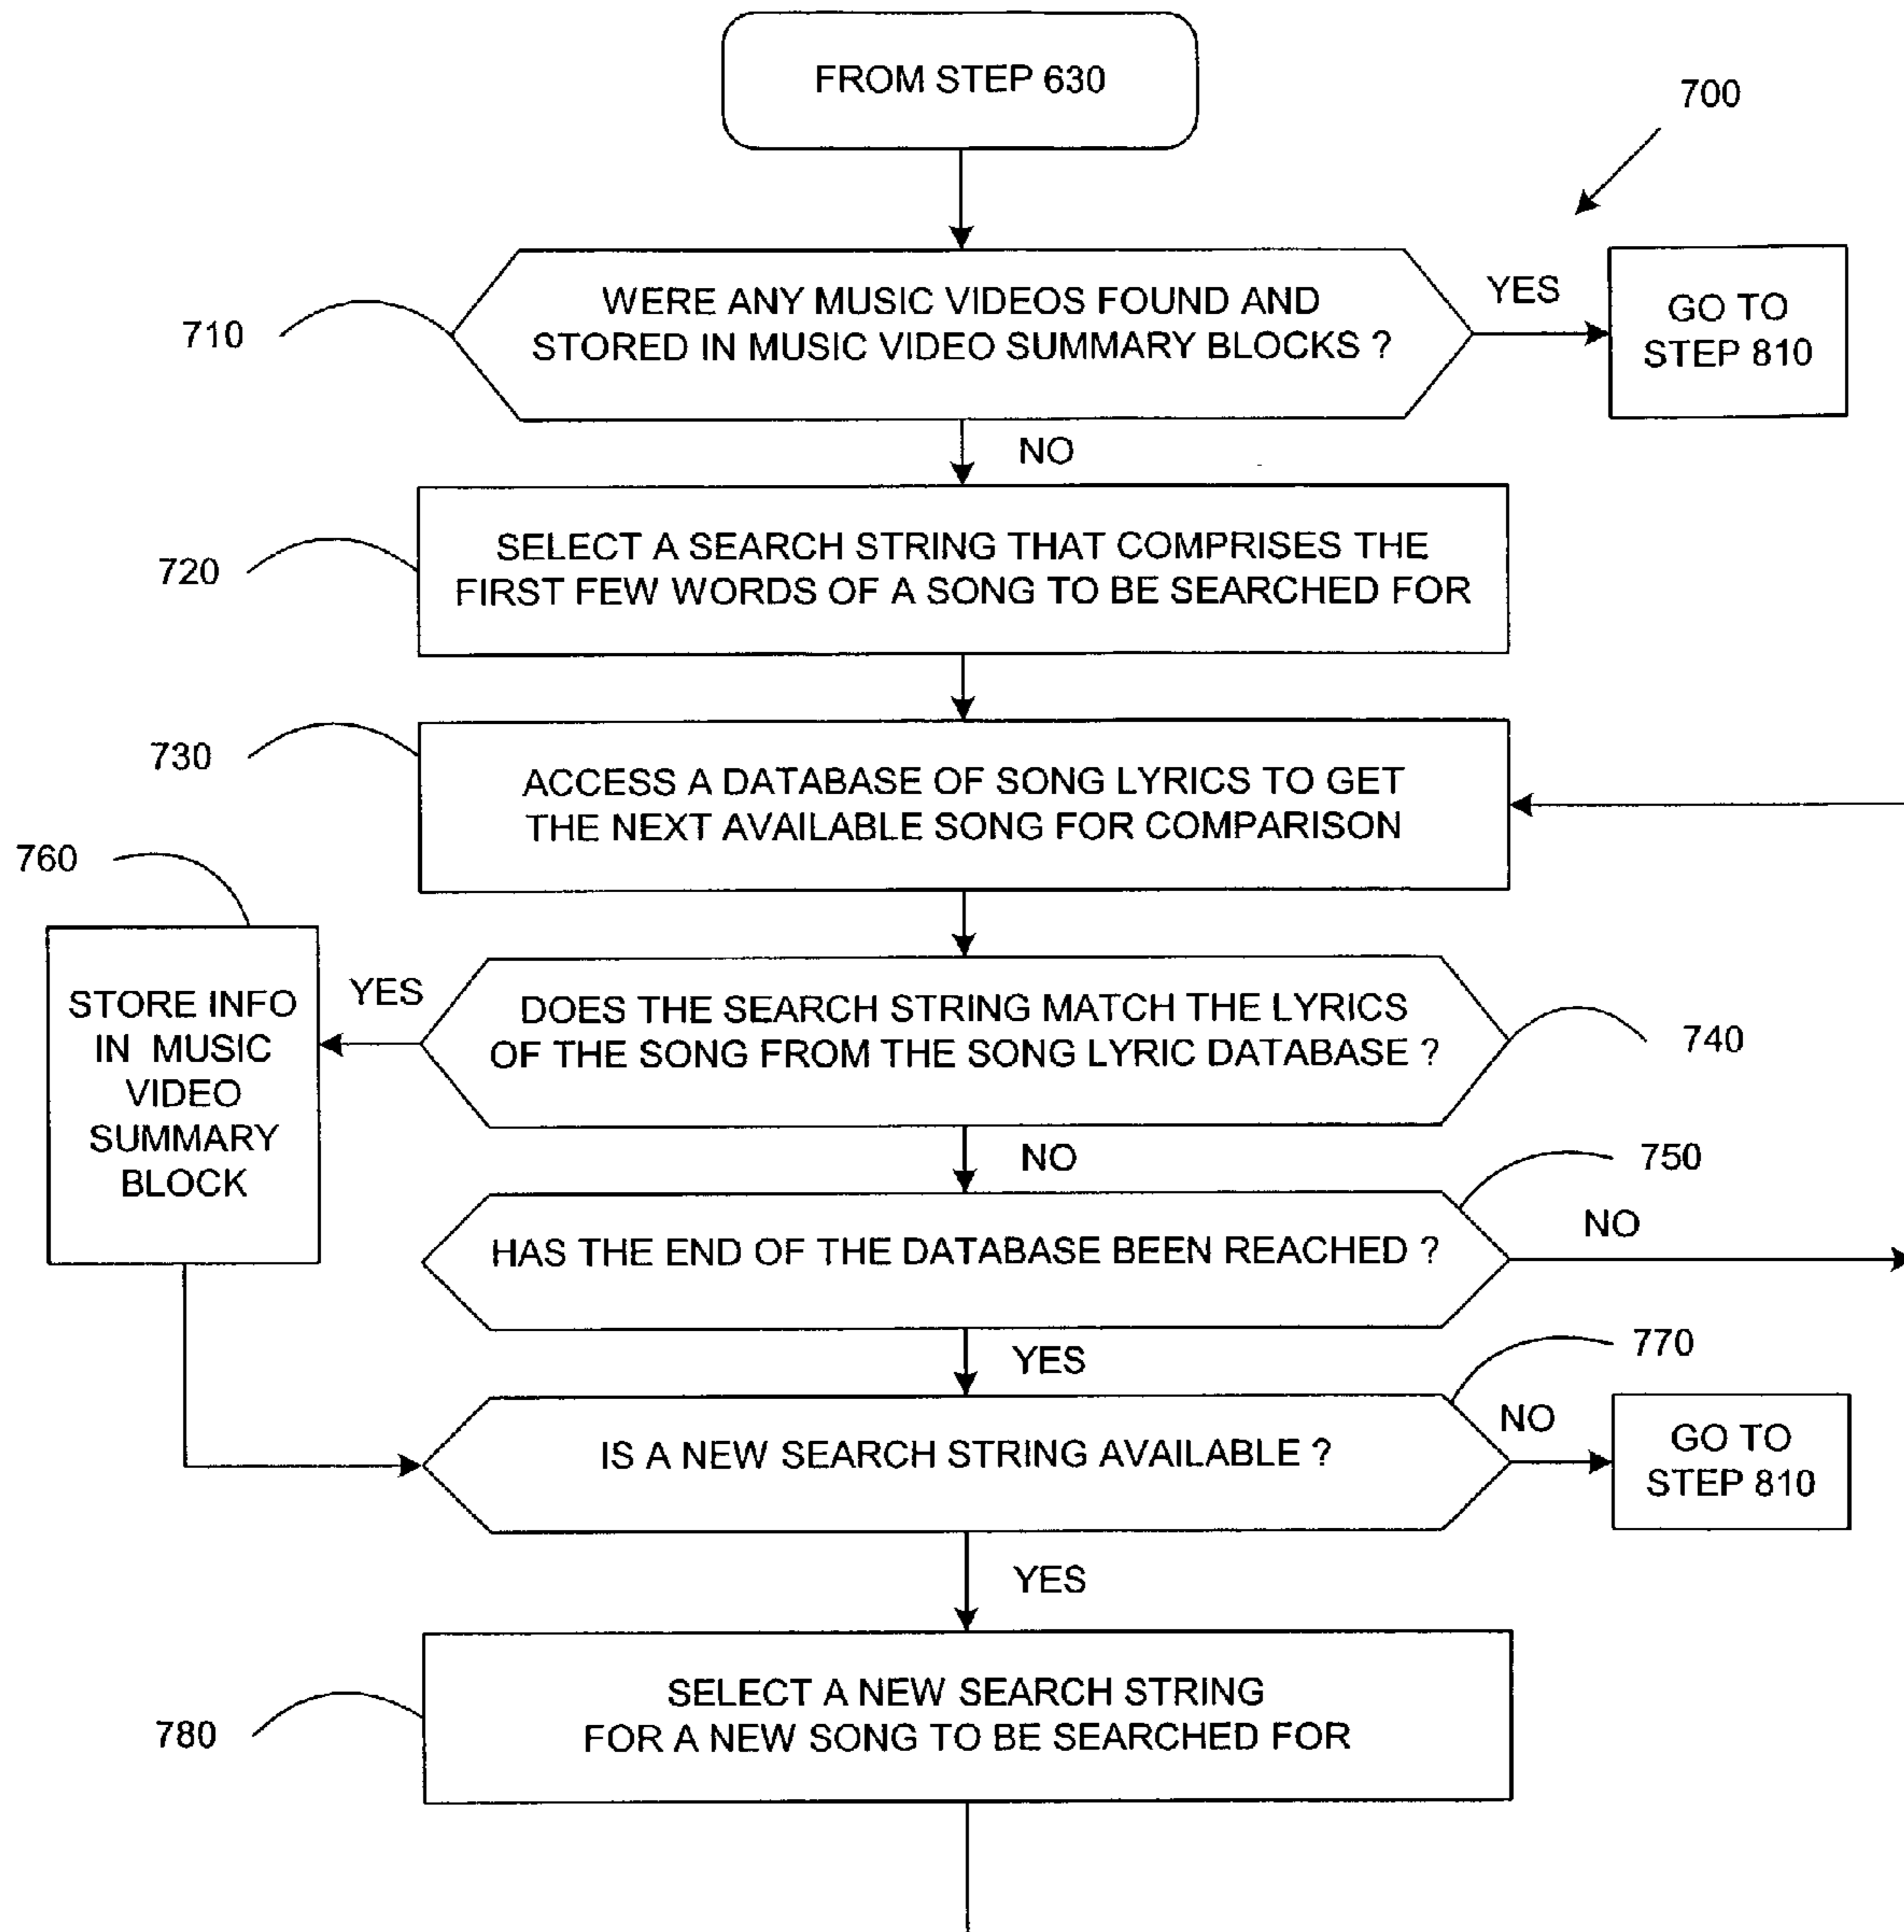 FROM STEP 630
700
710
WERE ANY MUSIC VIDEOS FOUND AND
STORED IN MUSIC VIDEO SUMMARY BLOCKS ?
YES
GO TO
STEP 810
NO
720
SELECT A SEARCH STRING THAT COMPRISES THE
FIRST FEW WORDS OF A SONG TO BE SEARCHED FOR
730
ACCESS A DATABASE OF SONG LYRICS TO GET
THE NEXT AVAILABLE SONG FOR COMPARISON
760
STORE INFO
IN MUSIC
VIDEO
SUMMARY
BLOCK
YES
DOES THE SEARCH STRING MATCH THE LYRICS
OF THE SONG FROM THE SONG LYRIC DATABASE ?
740
NO
750
HAS THE END OF THE DATABASE BEEN REACHED ?
NO
YES
770
IS A NEW SEARCH STRING AVAILABLE ?
NO
GO TO
STEP 810
YES
780
SELECT A NEW SEARCH STRING
FOR A NEW SONG TO BE SEARCHED FOR